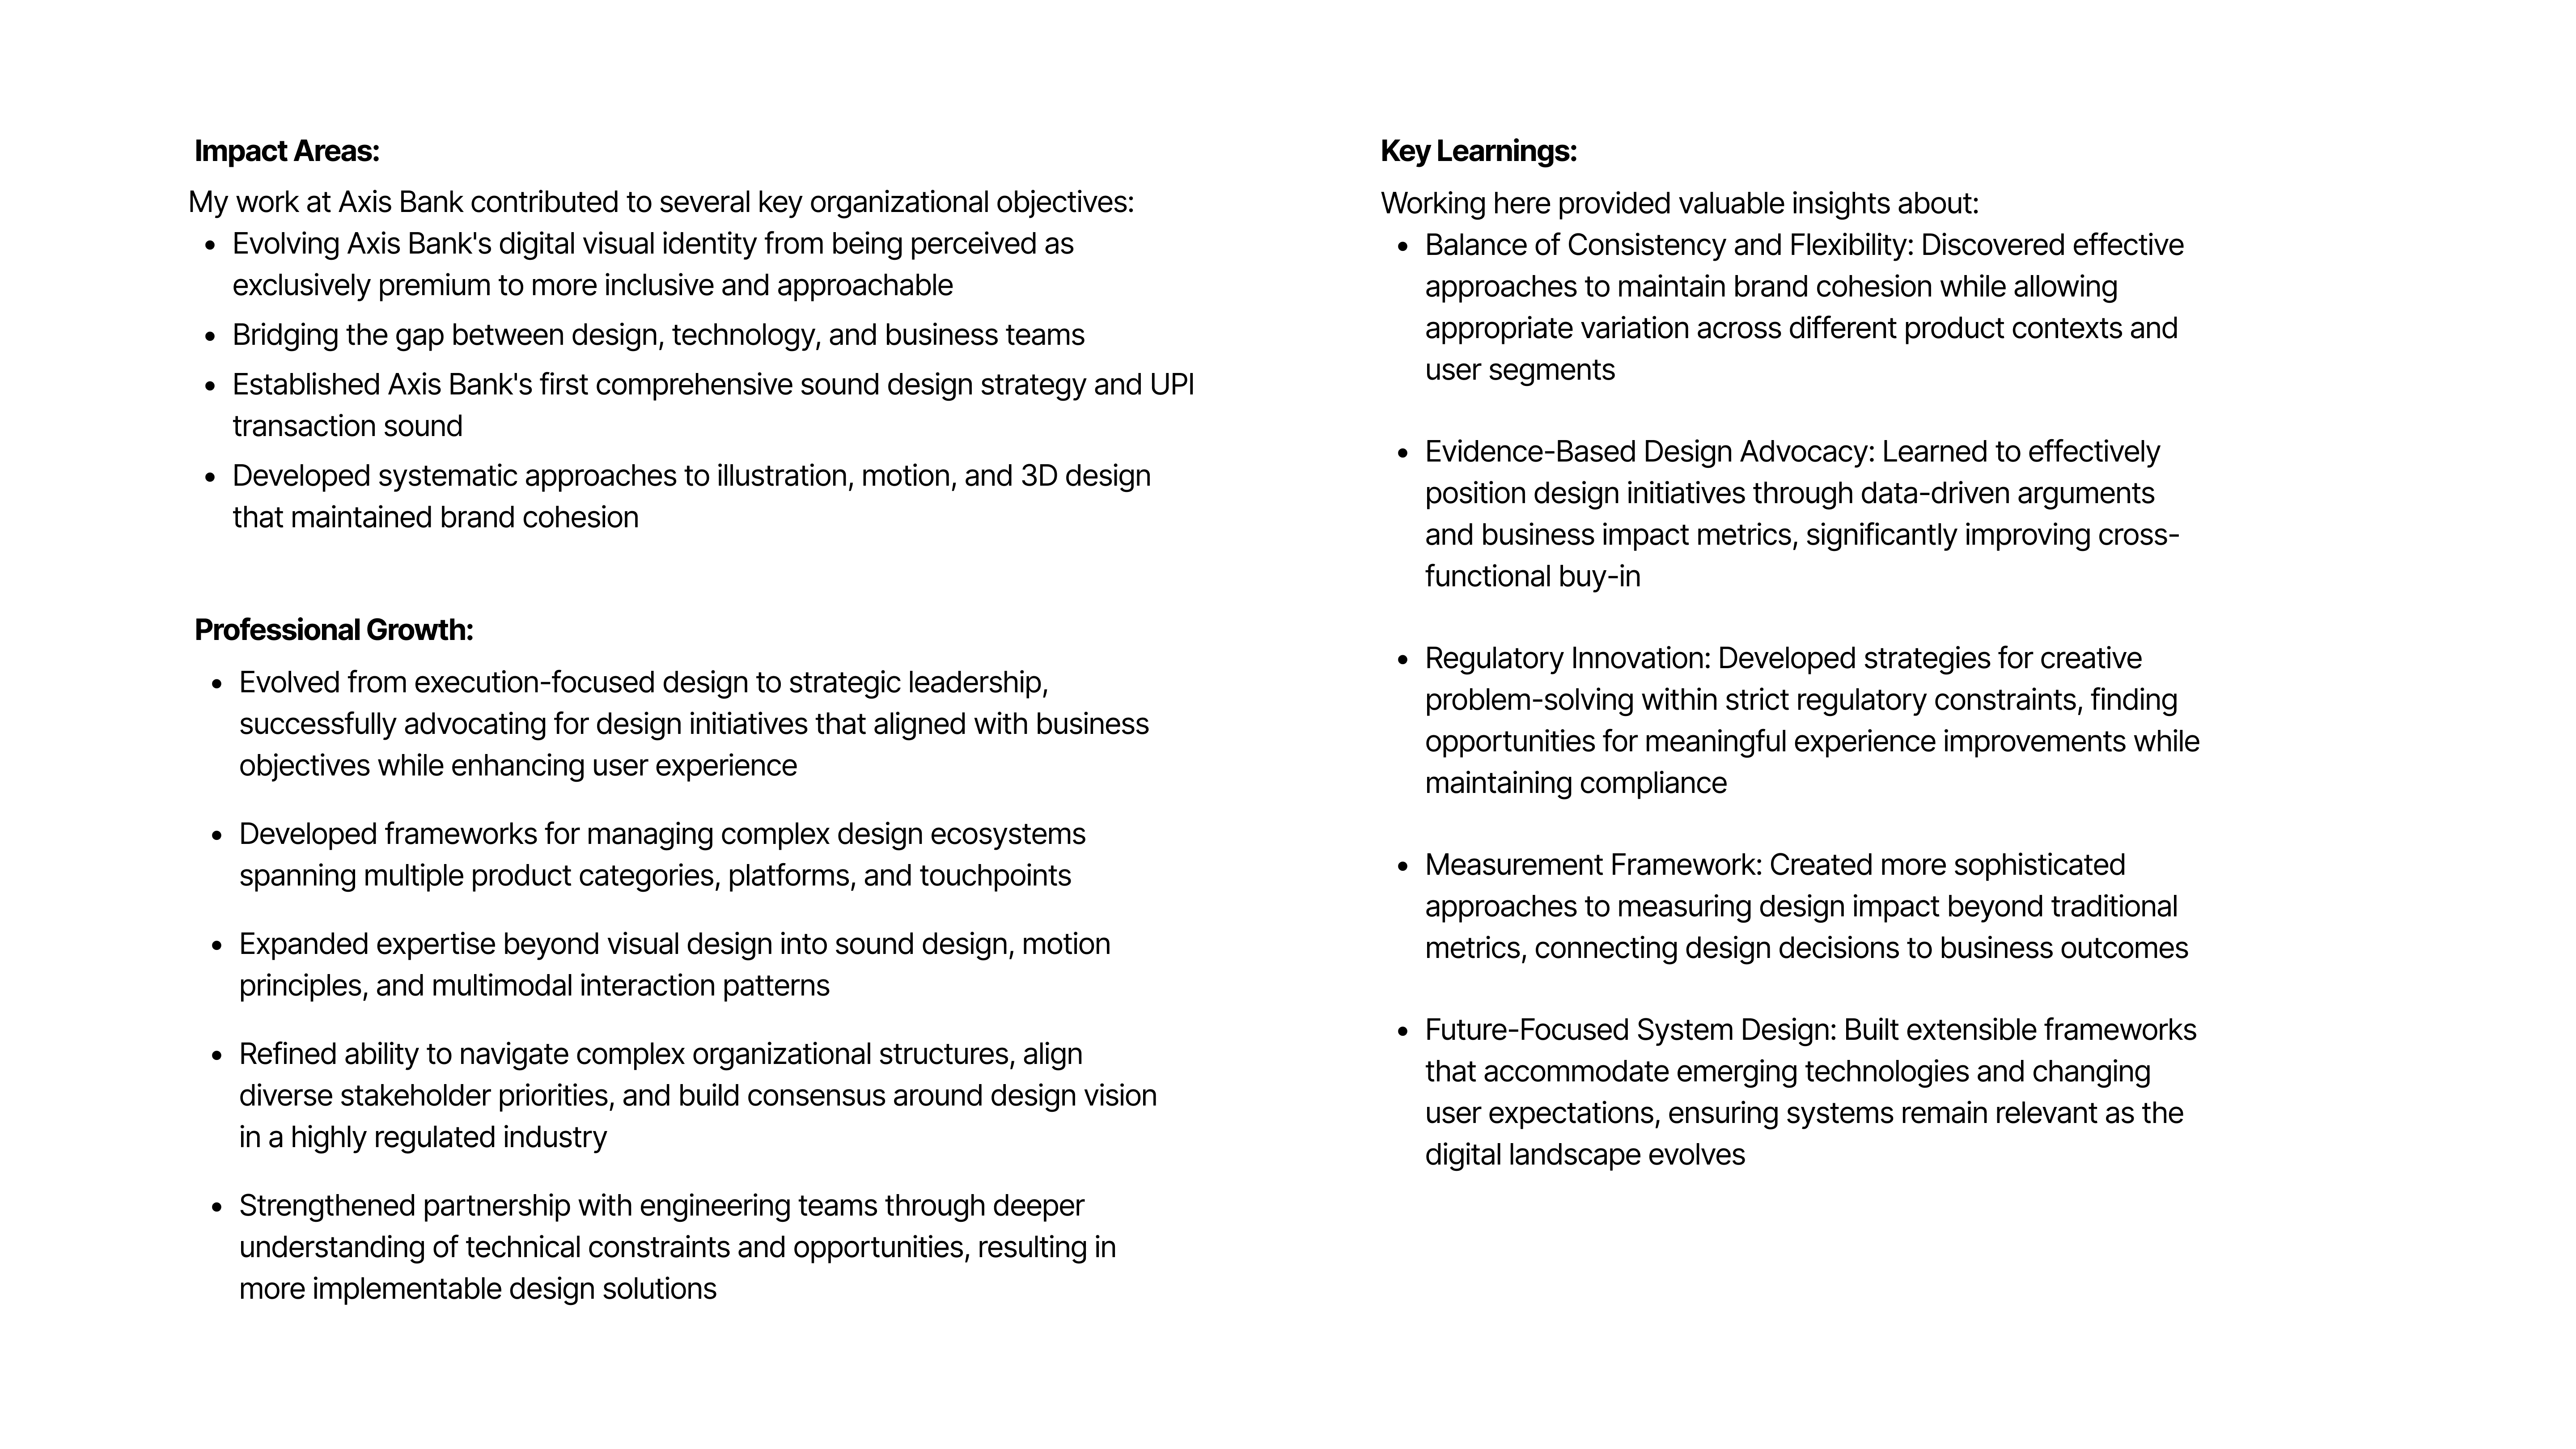 Impact Areas:
My work at Axis Bank contributed to several key organizational objectives:
• Evolving Axis Bank's digital visual identity from being perceived as
exclusively premium to more inclusive and approachable
• Bridging the gap between design, technology, and business teams
• Established Axis Bank's first comprehensive sound design strategy and UPI
transaction sound
• Developed systematic approaches to illustration, motion, and 3D design
that maintained brand cohesion
Professional Growth:
• Evolved from execution-focused design to strategic leadership,
successfully advocating for design initiatives that aligned with business
objectives while enhancing user experience
• Developed frameworks for managing complex design ecosystems
spanning multiple product categories, platforms, and touchpoints
• Expanded expertise beyond visual design into sound design, motion
principles, and multimodal interaction patterns
• Refined ability to navigate complex organizational structures, align
diverse stakeholder priorities, and build consensus around design vision
in a highly regulated industry
• Strengthened partnership with engineering teams through deeper
understanding of technical constraints and opportunities, resulting in
more implementable design solutions
Key Learnings:
Working here provided valuable insights about:
• Balance of Consistency and Flexibility: Discovered effective
approaches to maintain brand cohesion while allowing
appropriate variation across different product contexts and
user segments
• Evidence-Based Design Advocacy: Learned to effectively
position design initiatives through data-driven arguments
and business impact metrics, significantly improving cross-
functional buy-in
• Regulatory Innovation: Developed strategies for creative
problem-solving within strict regulatory constraints, finding
opportunities for meaningful experience improvements while
maintaining compliance
• Measurement Framework: Created more sophisticated
approaches to measuring design impact beyond traditional
metrics, connecting design decisions to business outcomes
• Future-Focused System Design: Built extensible frameworks
that accommodate emerging technologies and changing
user expectations, ensuring systems remain relevant as the
digital landscape evolves